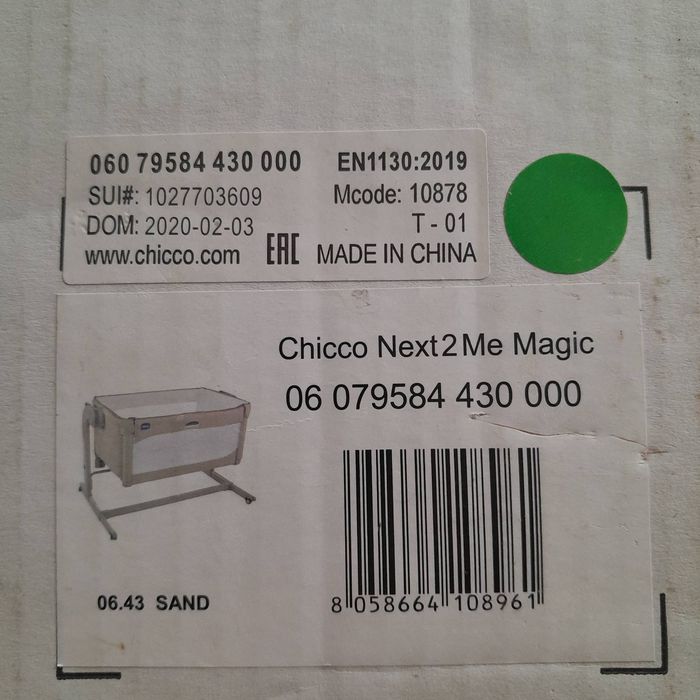 060 79584 430 000 EN1130:2019
SUI#: 1027703609 Mcode: 10878
DOM: 2020-02-03 T - 01
www.chicco.com EAC MADE IN CHINA
Chicco Next2Me Magic
06 079584 430 000
06.43 SAND
8 058664 108961